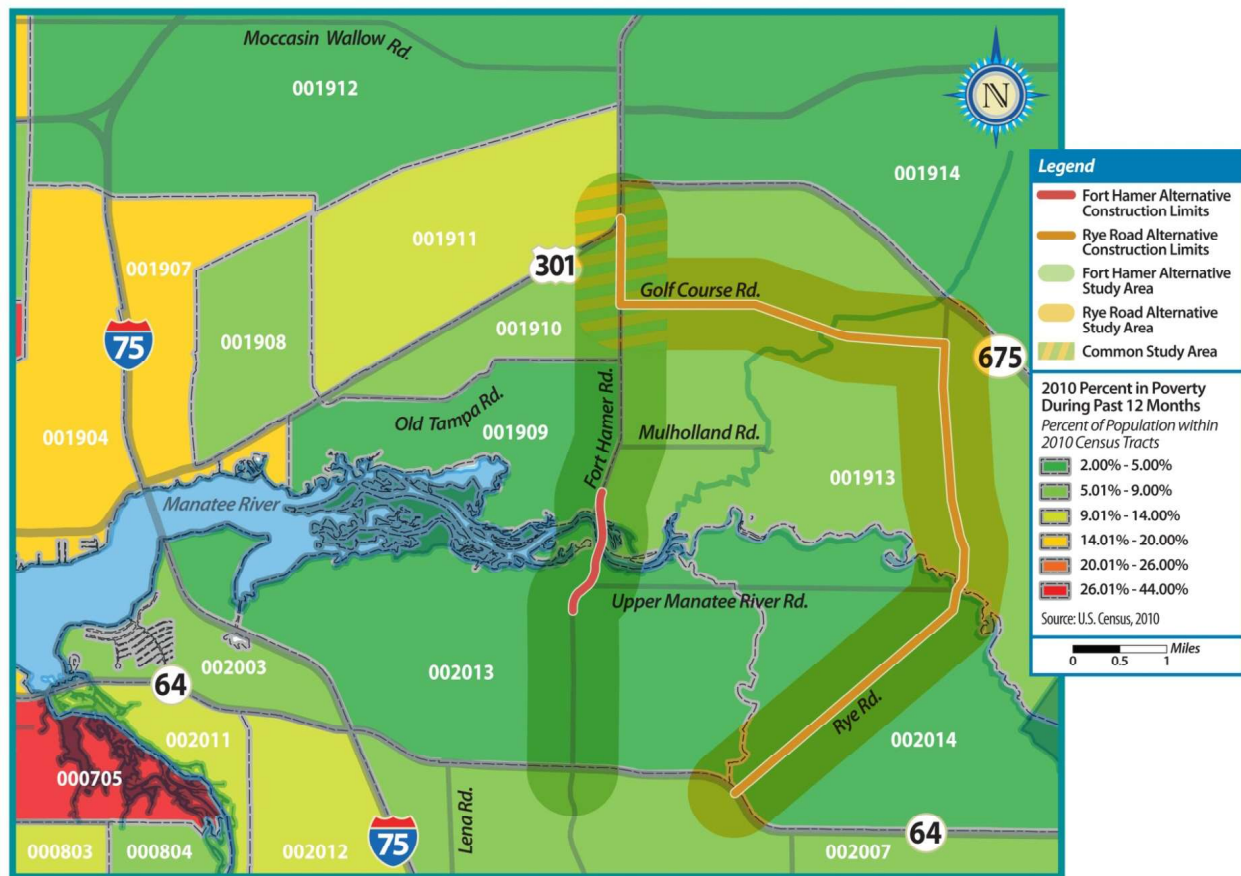 Moccasin Wallow
Rd.
001912
N
001914
Legend
Fort Hamer Alternative
Construction Limits
Rye Road Alternative
Construction Limits
Fort Hamer Alternative
Study Area
Rye Road Alternative
Study Area
Common Study Area
2010 Percent in Poverty
During Past 12 Months
Percent of Population within
2010 Census Tracts
2.00% - 5.00%
5.01% - 9.00%
9.01% - 14.00%
14.01% - 20.00%
20.01% - 26.00%
26.01% - 44.00%
Source: U.S. Census, 2010
Miles
0 0.5 1
001911
001907
301
Golf Course Rd.
001910
75
001908
675
Old Tampa Rd.
001909
Fort Hamer Rd.
Mulholland Rd.
001904
001913
Manatee River
Upper Manatee River Rd.
002003
002013
64
Rye Rd.
002011
002014
000705
Lena Rd.
75
64
000803
000804
002012
002007